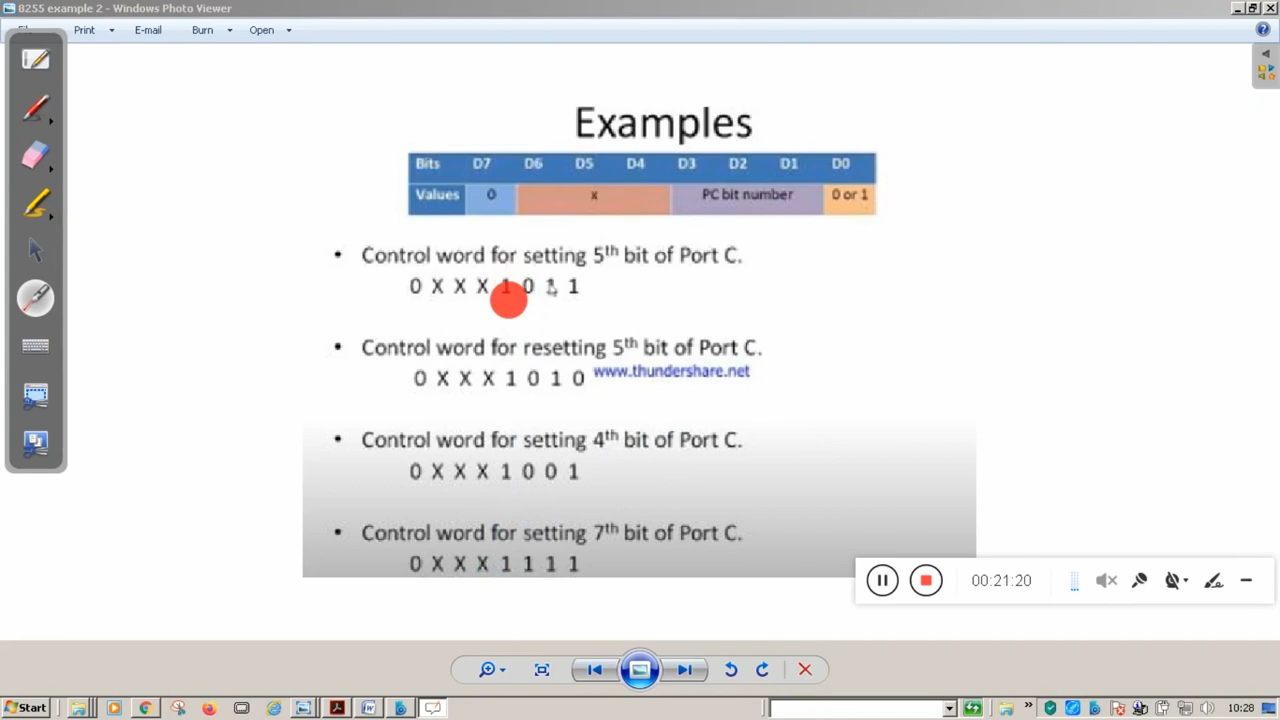 8255 example 2 - Windows Photo Viewer
Print E-mail Burn Open
Examples
Bits D7 D6 D5 D4 D3 D2 D1 D0
Values 0 x PC bit number 0 or 1
• Control word for setting 5th bit of Port C.
0 X X X 1 0 1 1
• Control word for resetting 5th bit of Port C.
0 X X X 1 0 1 0 www.thundershare.net
• Control word for setting 4th bit of Port C.
0 X X X 1 0 0 1
• Control word for setting 7th bit of Port C.
0 X X X 1 1 1 1
00:21:20
Start 10:28